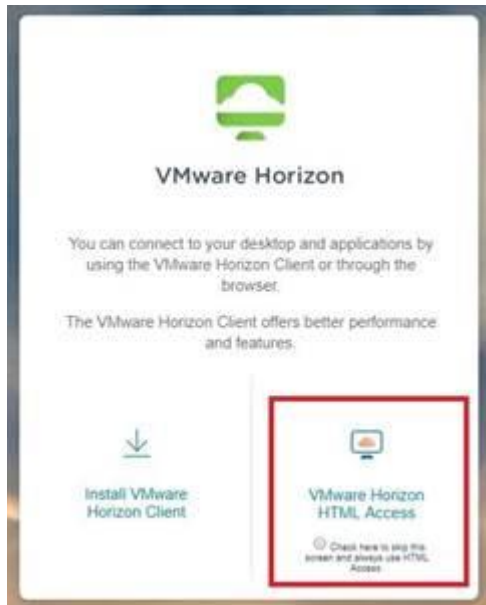 VMware Horizon
You can connect to your desktop and applications by
using the VMware Horizon Client or through the
browser.
The VMware Horizon Client offers better performance
and features.
Install VMware
Horizon Client
VMware Horizon
HTML Access
Check here to skip this
screen and always use HTML
Access